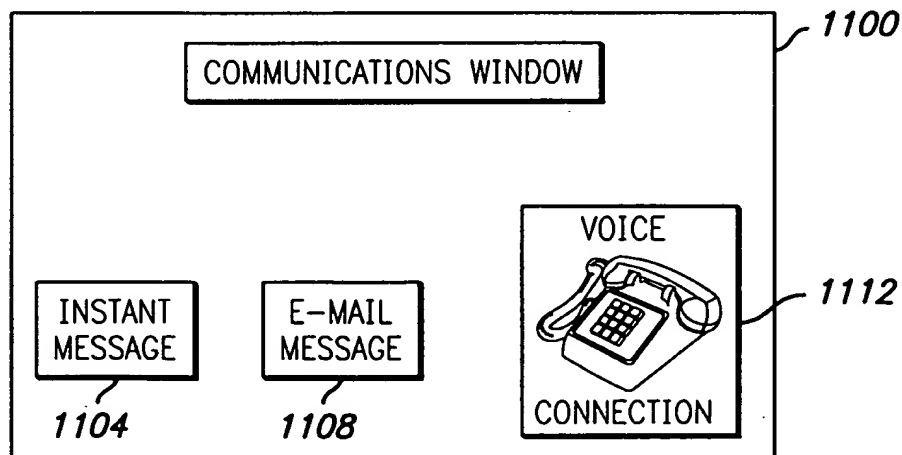 1100
COMMUNICATIONS WINDOW
VOICE
1112
INSTANT
MESSAGE
E-MAIL
MESSAGE
CONNECTION
1104
1108